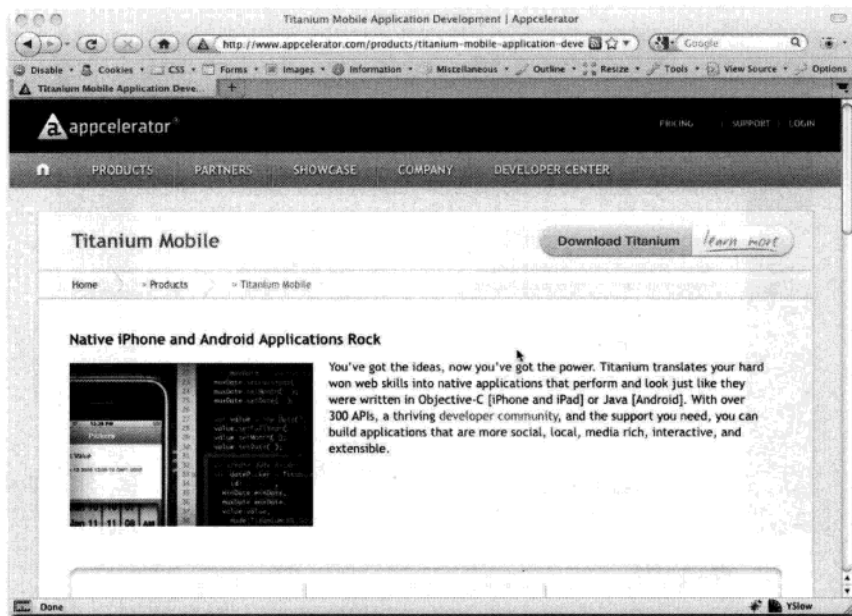 Titanium Mobile Application Development | Appcelerator
http://www.appcelerator.com/products/titanium-mobile-application-deve
Google
Disable Cookies CSS Forms Images Information Miscellaneous Outline Resize Tools View Source Options
Titanium Mobile Application Deve...
appcelerator
PRICING | SUPPORT | LOGIN
PRODUCTS PARTNERS SHOWCASE COMPANY DEVELOPER CENTER
Titanium Mobile
Download Titanium learn more
Home » Products » Titanium Mobile
Native iPhone and Android Applications Rock
You've got the ideas, now you've got the power. Titanium translates your hard
won web skills into native applications that perform and look just like they
were written in Objective-C [iPhone and iPad] or Java [Android]. With over
300 APIs, a thriving developer community, and the support you need, you can
build applications that are more social, local, media rich, interactive, and
extensible.
Done
YSlow